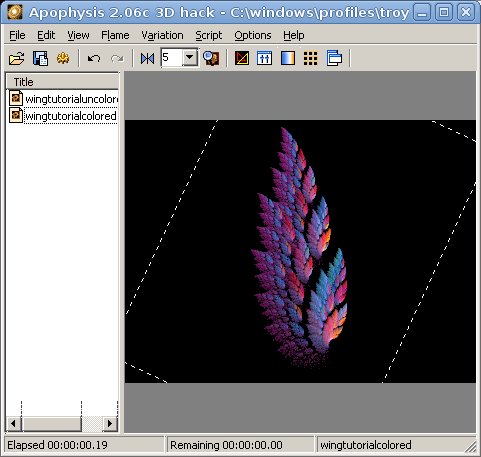 Apophysis 2.06c 3D hack - C:\windows\profiles\troy
File Edit View Flame Variation Script Options Help
5
Title
wingtutorialuncolore
wingtutorialcolored
Elapsed 00:00:00.19 Remaining 00:00:00.00 wingtutorialcolored